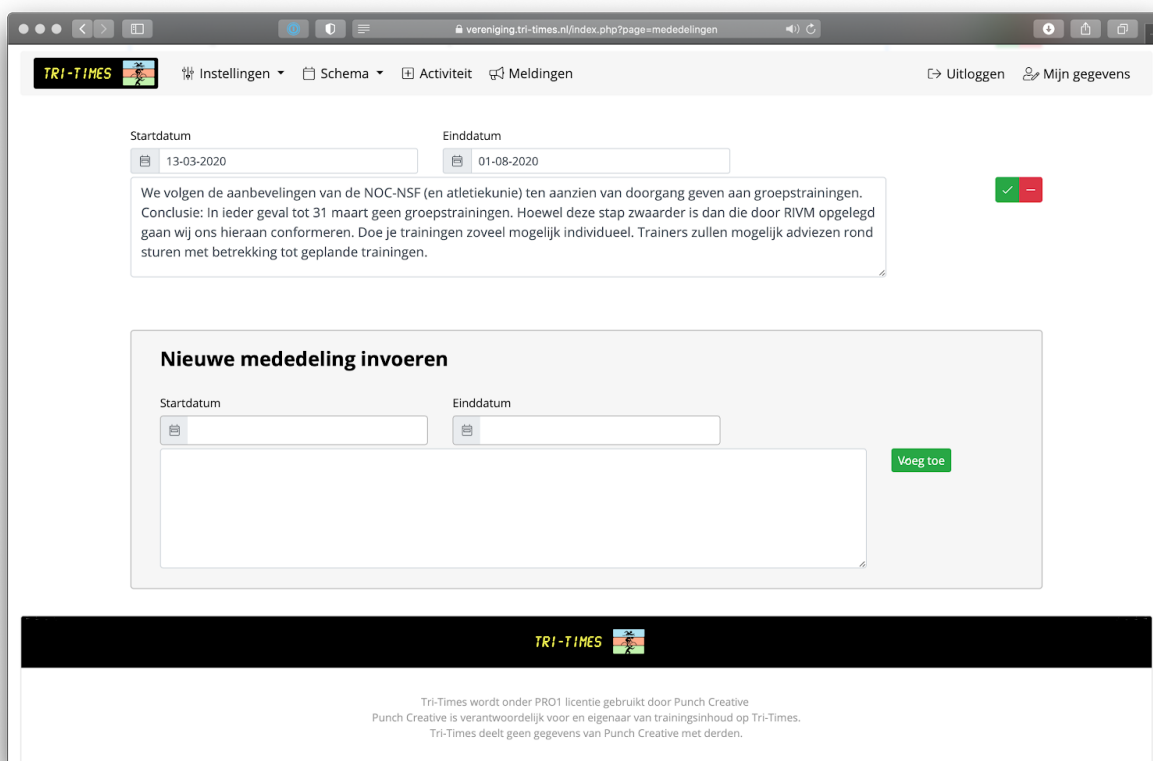 vereniging.tri-times.nl/index.php?page=mededelingen
TRI-TIMES Instellingen Schema Activiteit Meldingen Uitloggen Mijn gegevens
Startdatum Einddatum
13-03-2020 01-08-2020
We volgen de aanbevelingen van de NOC-NSF (en atletiekunie) ten aanzien van doorgang geven aan groepstrainingen.
Conclusie: In ieder geval tot 31 maart geen groepstrainingen. Hoewel deze stap zwaarder is dan die door RIVM opgelegd
gaan wij ons hieraan conformeren. Doe je trainingen zoveel mogelijk individueel. Trainers zullen mogelijk adviezen rond
sturen met betrekking tot geplande trainingen.
Nieuwe mededeling invoeren
Startdatum Einddatum
Voeg toe
TRI-TIMES
Tri-Times wordt onder PRO1 licentie gebruikt door Punch Creative
Punch Creative is verantwoordelijk voor en eigenaar van trainingsinhoud op Tri-Times.
Tri-Times deelt geen gegevens van Punch Creative met derden.